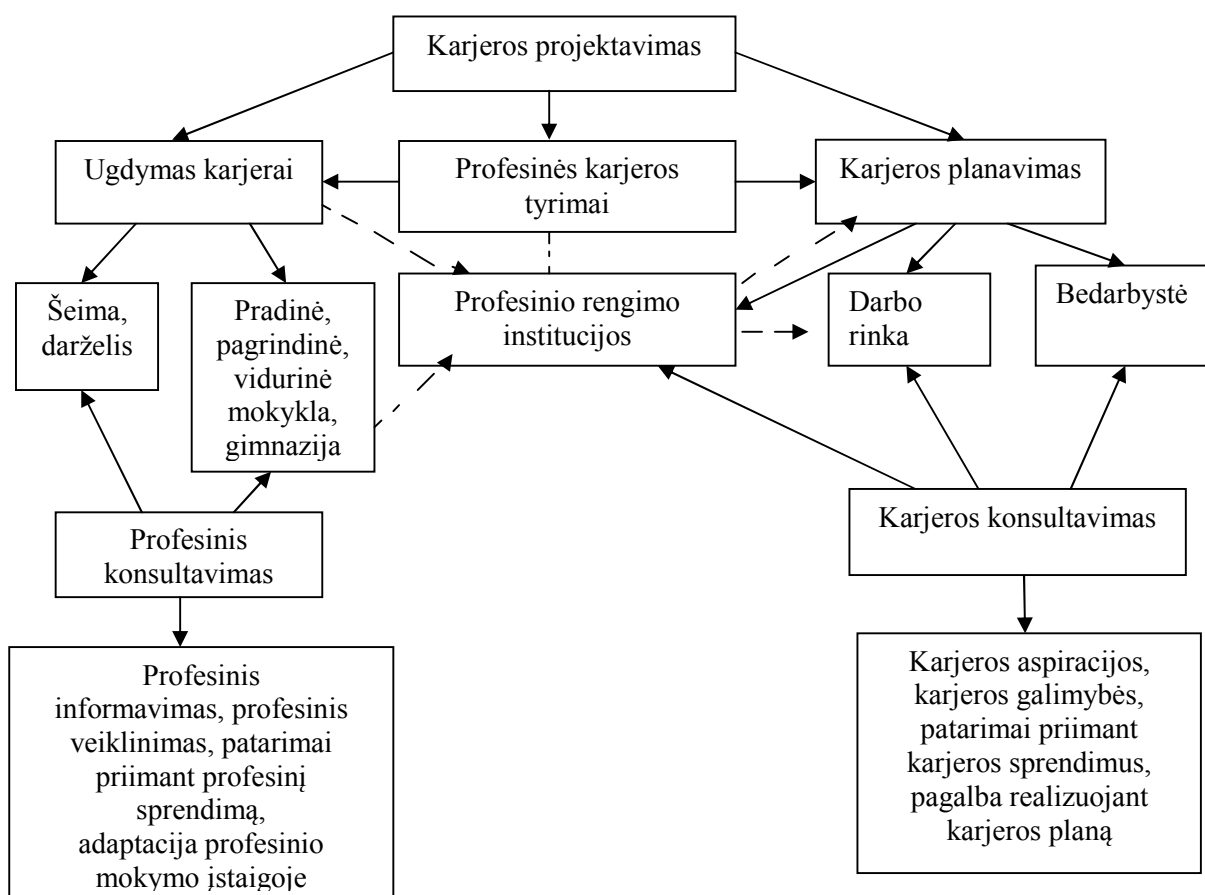 Karjeros projektavimas
Ugdymas karjerai
Profesinės karjeros
tyrimai
Karjeros planavimas
Šeima,
darželis
Pradinė,
pagrindinė,
vidurinė
mokykla,
gimnazija
Profesinio rengimo
institucijos
Darbo
rinka
Bedarbystė
Profesinis
konsultavimas
Karjeros konsultavimas
Profesinis
informavimas, profesinis
veiklinimas, patarimai
priimant profesinį
sprendimą,
adaptacija profesinio
mokymo įstaigoje
Karjeros aspiracijos,
karjeros galimybės,
patarimai priimant
karjeros sprendimus,
pagalba realizuojant
karjeros planą